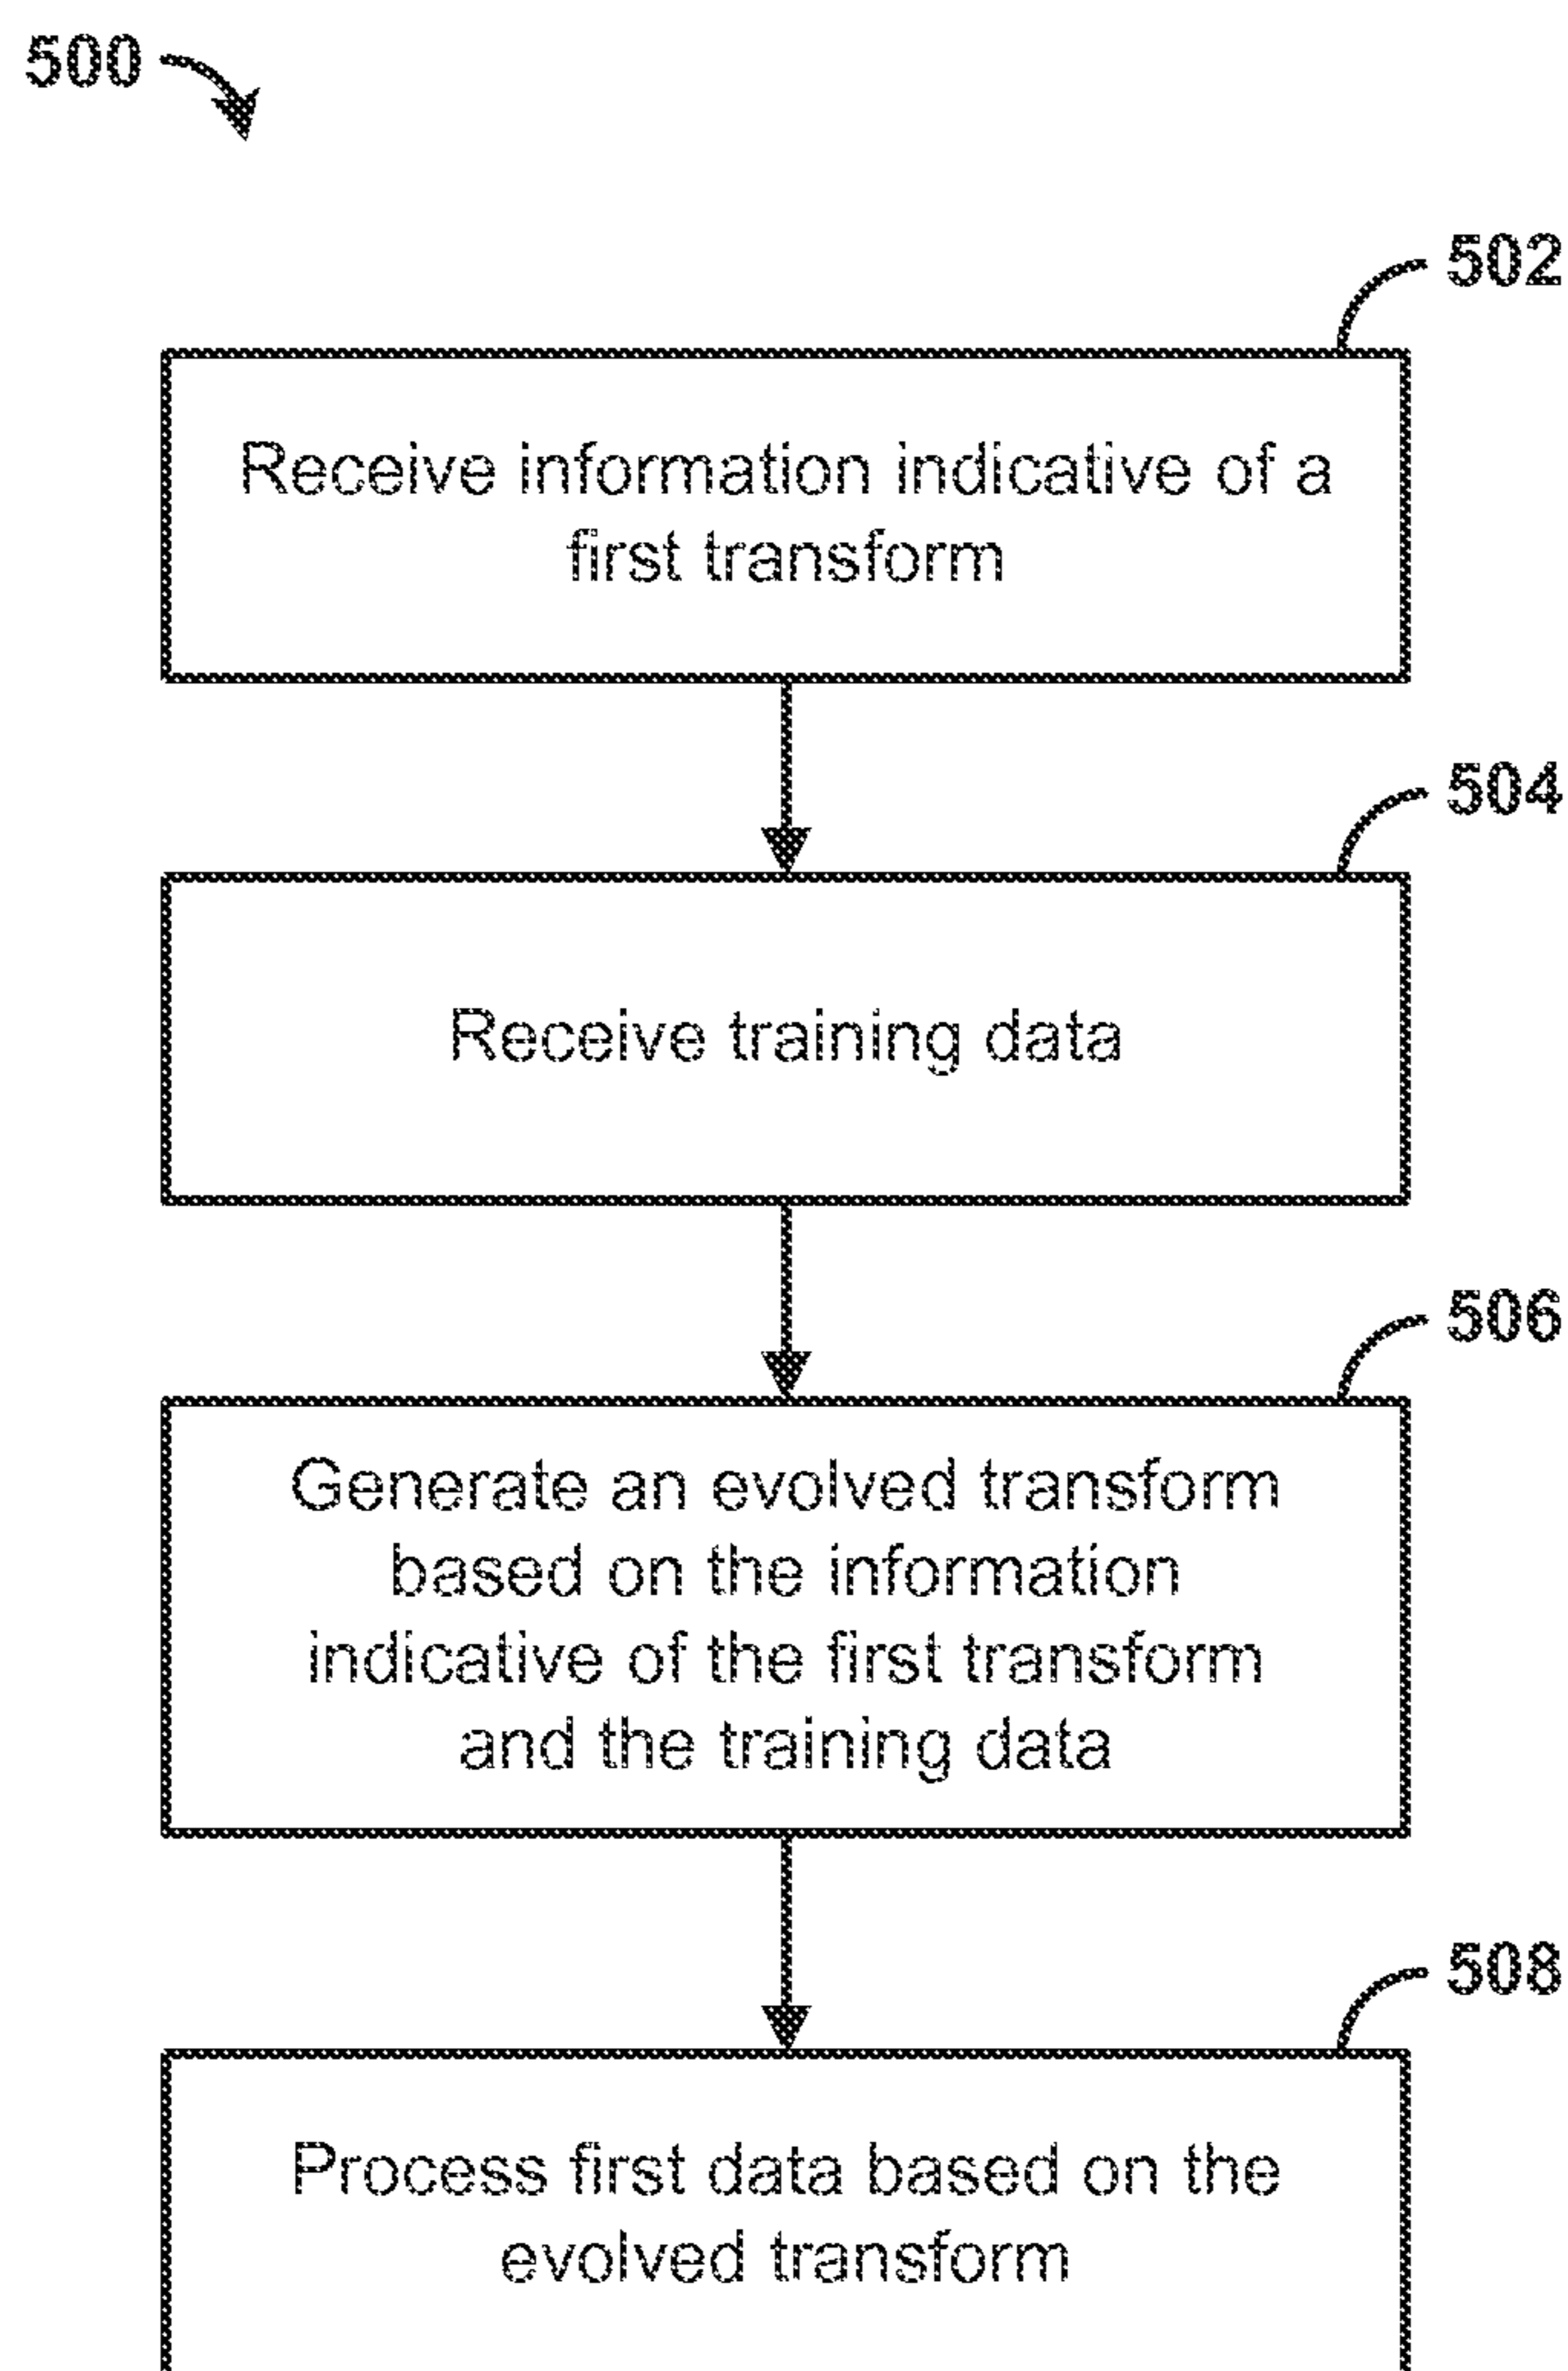 500
502
Receive information indicative of a
first transform
504
Receive training data
506
Generate an evolved transform
based on the information
indicative of the first transform
and the training data
508
Process first data based on the
evolved transform